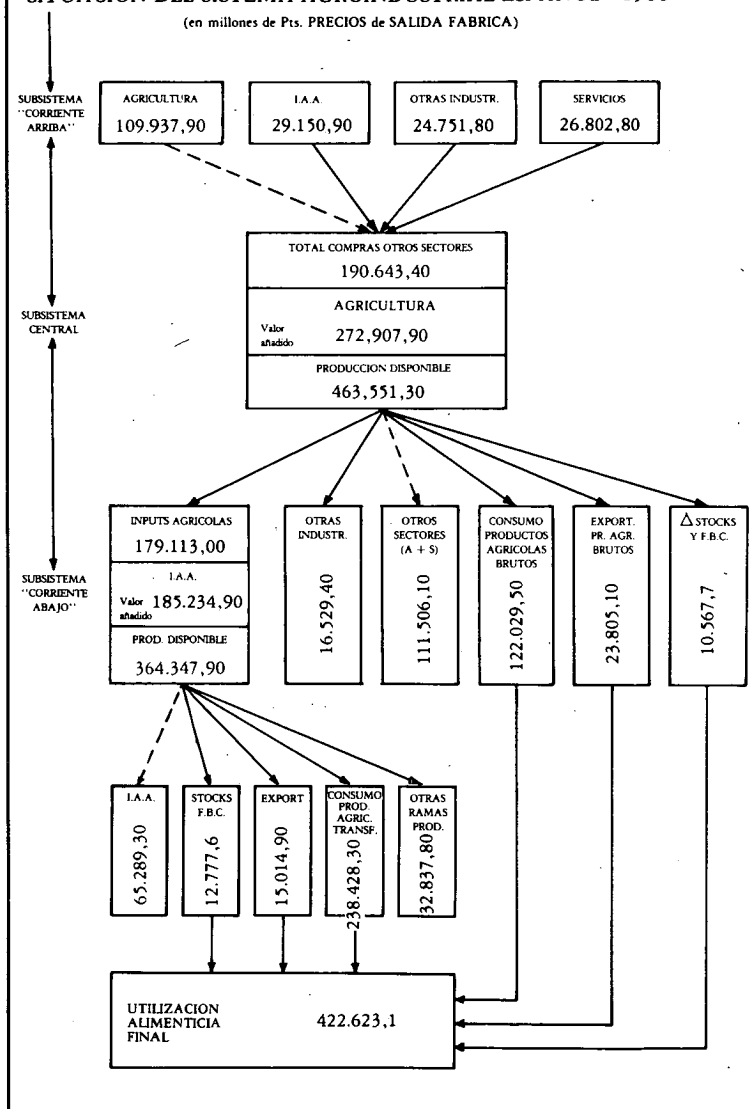 (en millones de Pts. PRECIOS de SALIDA FABRICA)
SUBSISTEMA
"CORRIENTE
ARRIBA"
AGRICULTURA
109.937,90
I.A.A.
29.150,90
OTRAS INDUSTR.
24.751,80
SERVICIOS
26.802,80
TOTAL COMPRAS OTROS SECTORES
190.643,40
SUBSISTEMA
CENTRAL
AGRICULTURA
Valor
añadido
272,907,90
PRODUCCION DISPONIBLE
463,551,30
SUBSISTEMA
"CORRIENTE
ABAJO"
INPUTS AGRICOLAS
179.113,00
I.A.A.
Valor
añadido
185.234,90
PROD. DISPONIBLE
364.347,90
OTRAS
INDUSTR.
16.529,40
OTROS
SECTORES
(A + S)
111.506,10
CONSUMO
PRODUCTOS
AGRICOLAS
BRUTOS
122.029,50
EXPORT.
PR. AGR.
BRUTOS
23.805,10
Δ STOCKS
Y F.B.C.
10.567,7
I.A.A.
65.289,30
STOCKS
F.B.C.
12.777,6
EXPORT
15.014,90
CONSUMO
PROD.
AGRIC.
TRANSF.
238.428,30
OTRAS
RAMAS
PROD.
32.837,80
UTILIZACION
ALIMENTICIA
FINAL
422.623,1